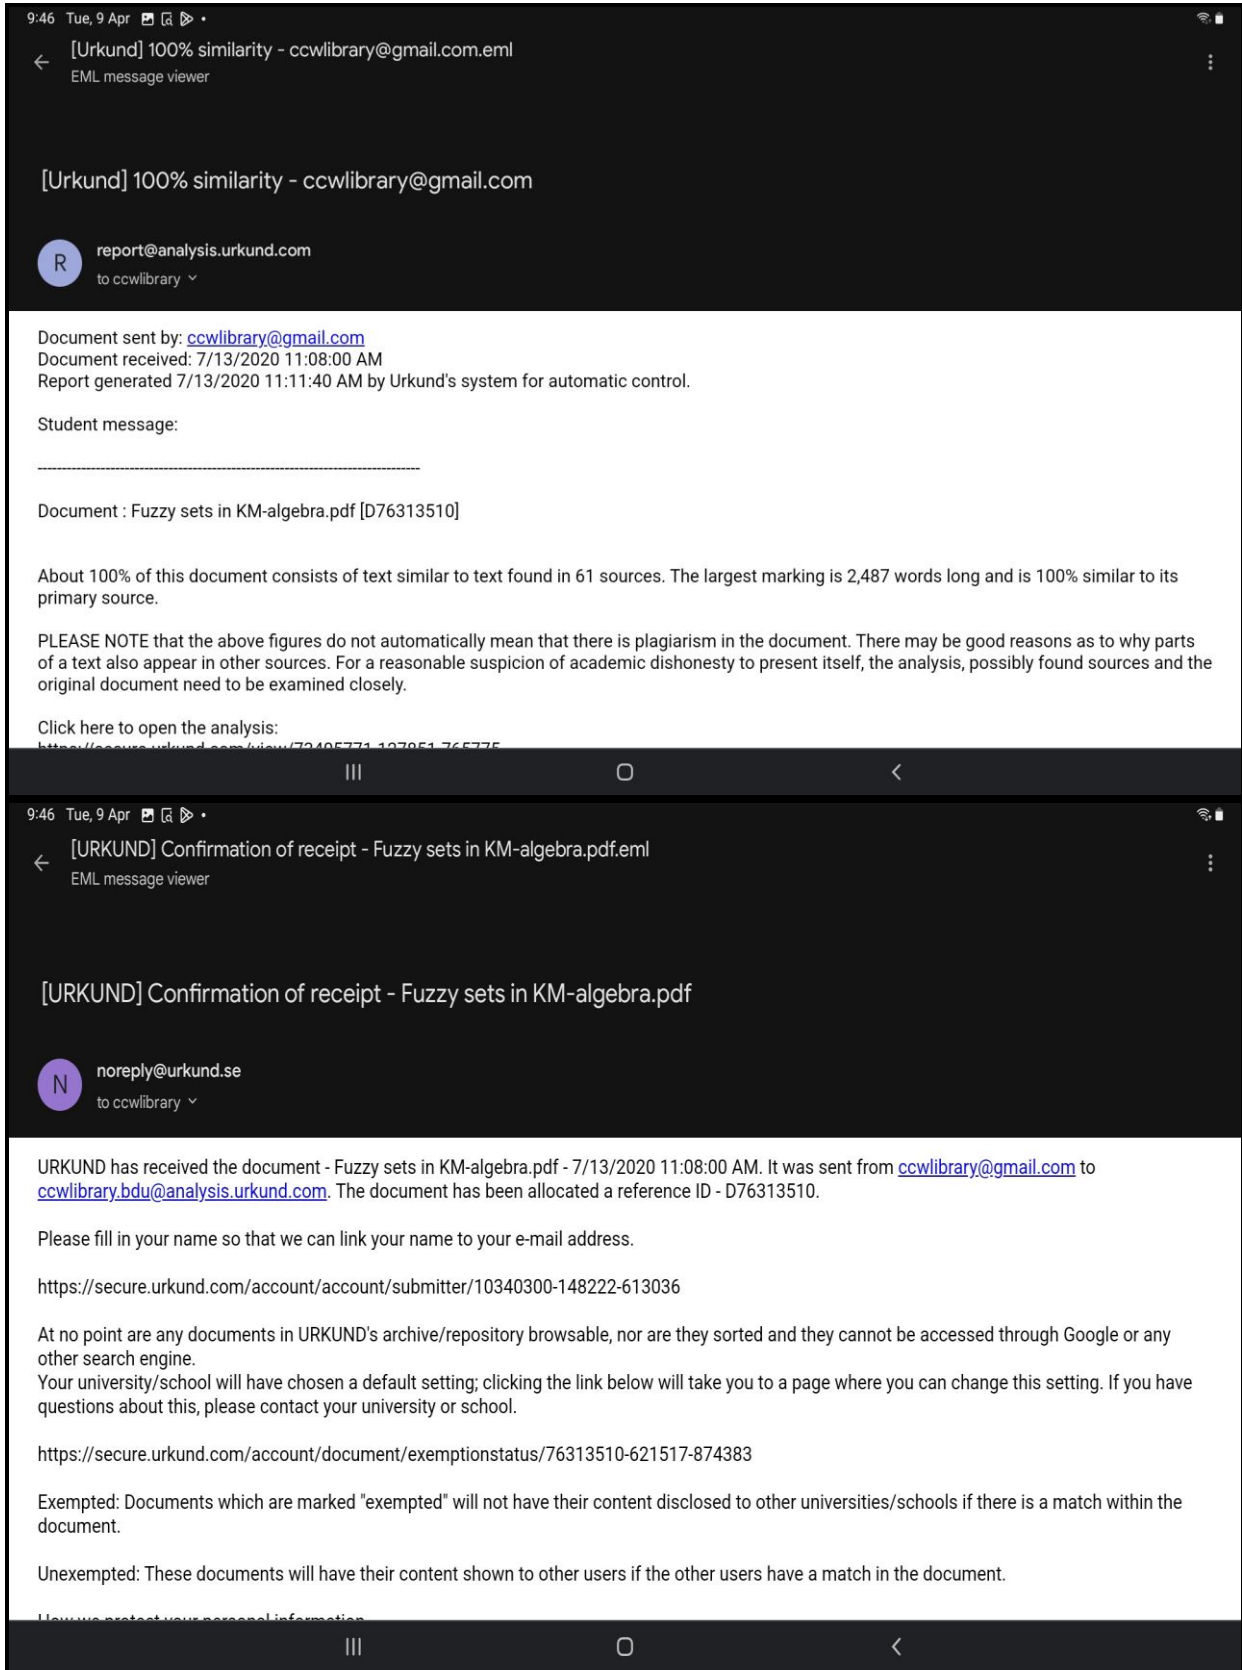 9:46 Tue, 9 Apr
[Urkund] 100% similarity - ccwlibrary@gmail.com.eml
EML message viewer
[Urkund] 100% similarity - ccwlibrary@gmail.com
R
report@analysis.urkund.com
to ccwlibrary
Document sent by: ccwlibrary@gmail.com
Document received: 7/13/2020 11:08:00 AM
Report generated 7/13/2020 11:11:40 AM by Urkund's system for automatic control.
Student message:
--------------------------------------------------------------------------------
Document : Fuzzy sets in KM-algebra.pdf [D76313510]
About 100% of this document consists of text similar to text found in 61 sources. The largest marking is 2,487 words long and is 100% similar to its
primary source.
PLEASE NOTE that the above figures do not automatically mean that there is plagiarism in the document. There may be good reasons as to why parts
of a text also appear in other sources. For a reasonable suspicion of academic dishonesty to present itself, the analysis, possibly found sources and the
original document need to be examined closely.
Click here to open the analysis:
https://secure.urkund.com/view/73495771-127851-765775
9:46 Tue, 9 Apr
[URKUND] Confirmation of receipt - Fuzzy sets in KM-algebra.pdf.eml
EML message viewer
[URKUND] Confirmation of receipt - Fuzzy sets in KM-algebra.pdf
N
noreply@urkund.se
to ccwlibrary
URKUND has received the document - Fuzzy sets in KM-algebra.pdf - 7/13/2020 11:08:00 AM. It was sent from ccwlibrary@gmail.com to
ccwlibrary.bdu@analysis.urkund.com. The document has been allocated a reference ID - D76313510.
Please fill in your name so that we can link your name to your e-mail address.
https://secure.urkund.com/account/account/submitter/10340300-148222-613036
At no point are any documents in URKUND's archive/repository browsable, nor are they sorted and they cannot be accessed through Google or any
other search engine.
Your university/school will have chosen a default setting; clicking the link below will take you to a page where you can change this setting. If you have
questions about this, please contact your university or school.
https://secure.urkund.com/account/document/exemptionstatus/76313510-621517-874383
Exempted: Documents which are marked "exempted" will not have their content disclosed to other universities/schools if there is a match within the
document.
Unexempted: These documents will have their content shown to other users if the other users have a match in the document.
How we protect your personal information